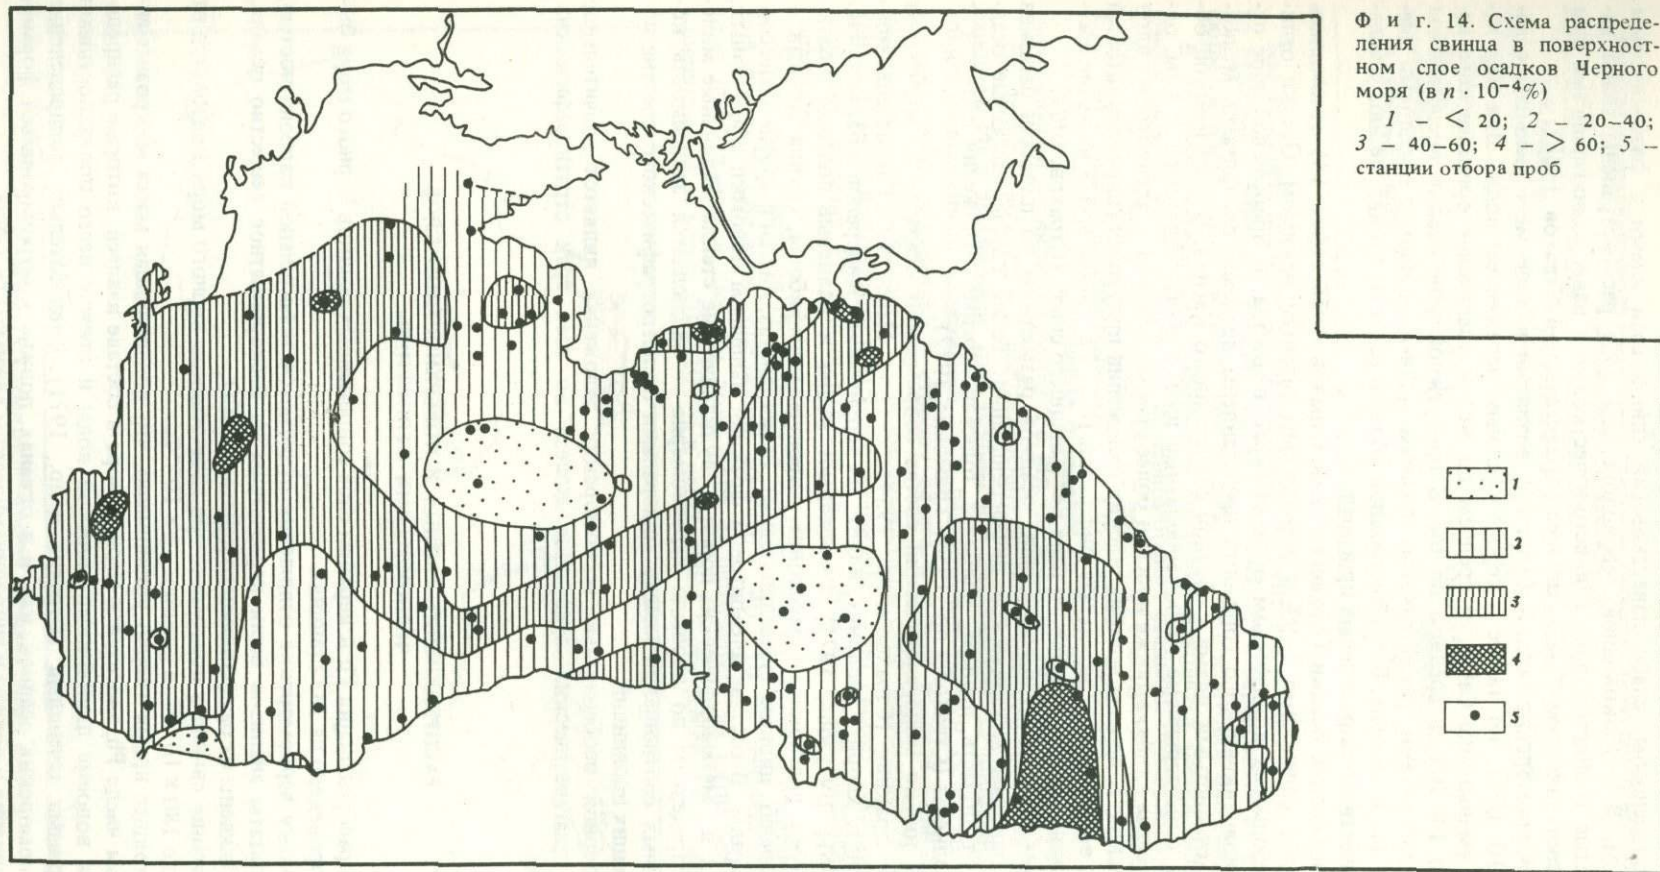 Ф и г. 14. Схема распреде-
ления свинца в поверхност-
ном слое осадков Черного
моря (в n · 10⁻⁴%)
1 – < 20; 2 – 20–40;
3 – 40–60; 4 – > 60; 5 –
станции отбора проб
1
2
3
4
5